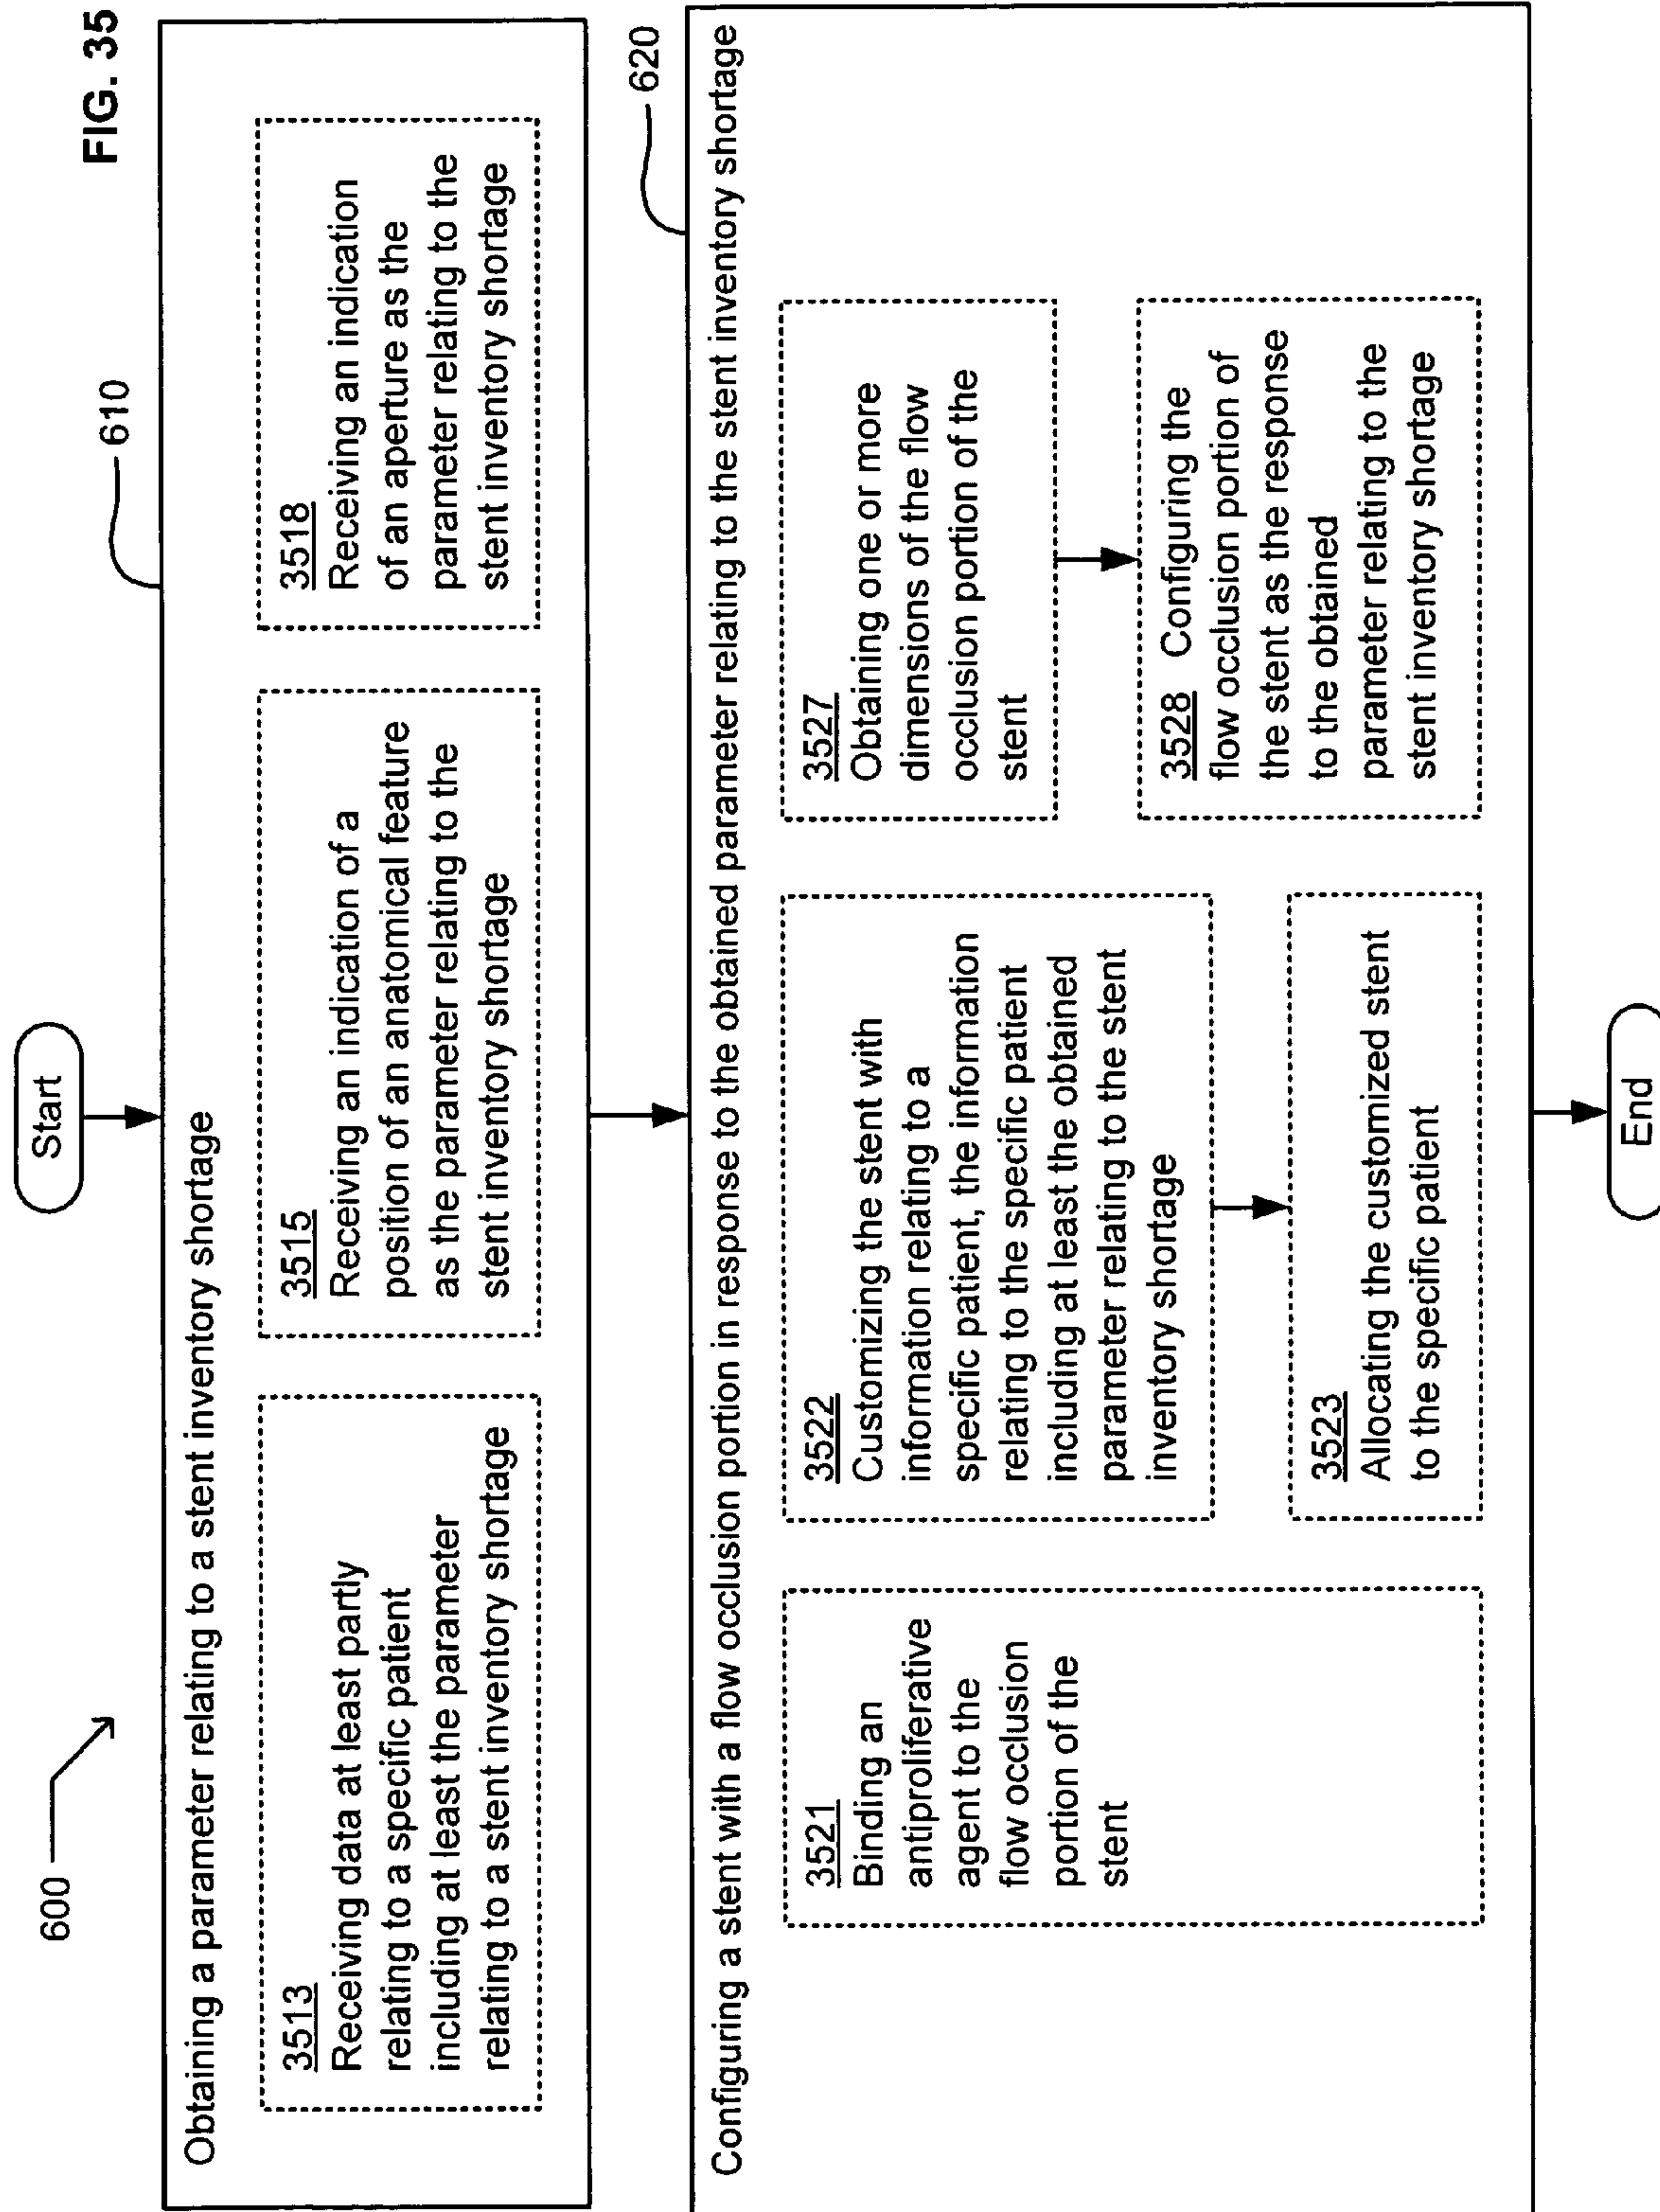 FIG. 35
600
Start
610
Obtaining a parameter relating to a stent inventory shortage
3513
Receiving data at least partly
relating to a specific patient
including at least the parameter
relating to a stent inventory shortage
3515
Receiving an indication of a
position of an anatomical feature
as the parameter relating to the
stent inventory shortage
3518
Receiving an indication
of an aperture as the
parameter relating to the
stent inventory shortage
620
Configuring a stent with a flow occlusion portion in response to the obtained parameter relating to the stent inventory shortage
3521
Binding an
antiproliferative
agent to the
flow occlusion
portion of the
stent
3522
Customizing the stent with
information relating to a
specific patient, the information
relating to the specific patient
including at least the obtained
parameter relating to the stent
inventory shortage
3523
Allocating the customized stent
to the specific patient
3527
Obtaining one or more
dimensions of the flow
occlusion portion of the
stent
3528 Configuring the
flow occlusion portion of
the stent as the response
to the obtained
parameter relating to the
stent inventory shortage
End